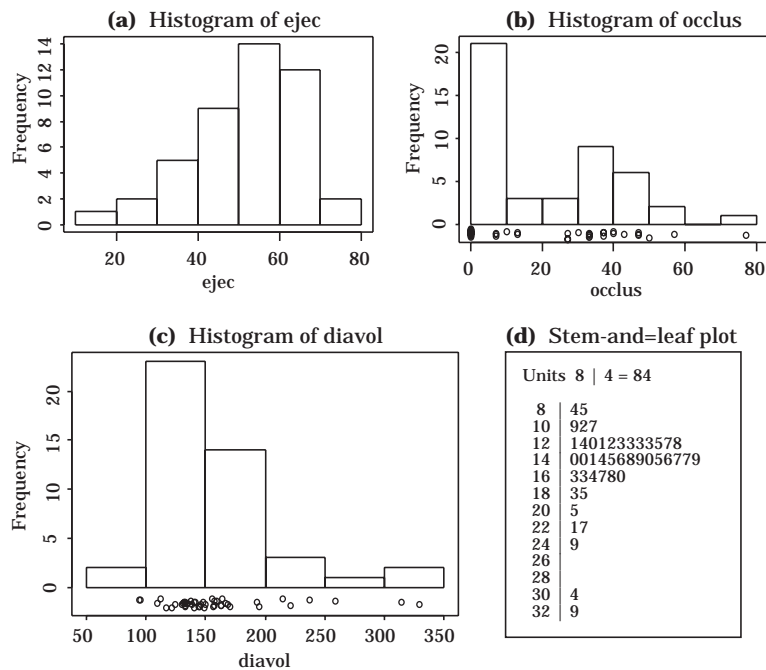 (a) Histogram of ejec
Frequency
0 2 4 6 8 10 12 14
20 40 60 80
ejec
(b) Histogram of occlus
Frequency
0 5 10 15 20
0 20 40 60 80
occlus
(c) Histogram of diavol
Frequency
0 5 10 15 20
50 100 150 200 250 300 350
diavol
(d) Stem-and=leaf plot
Units 8 | 4 = 84
8 | 45
10 | 927
12 | 140123333578
14 | 00145689056779
16 | 334780
18 | 35
20 | 5
22 | 17
24 | 9
26 |
28 |
30 | 4
32 | 9